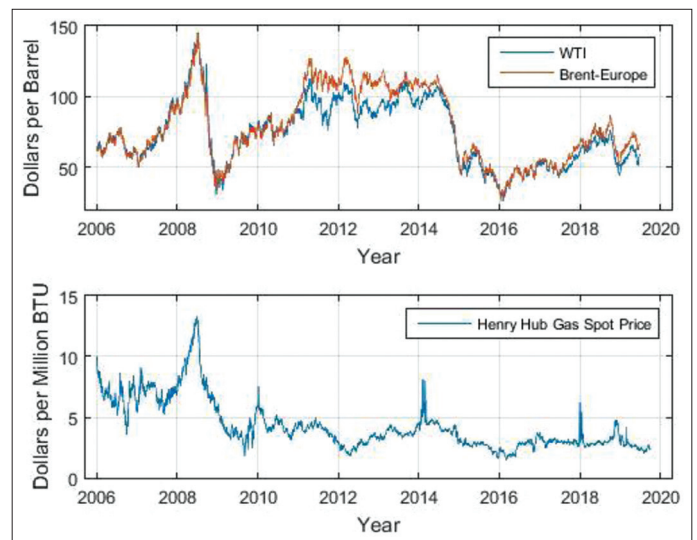 150
100
50
Dollars per Barrel
WTI
Brent-Europe
2006 2008 2010 2012 2014 2016 2018 2020
Year
15
10
5
0
Dollars per Million BTU
Henry Hub Gas Spot Price
2006 2008 2010 2012 2014 2016 2018 2020
Year